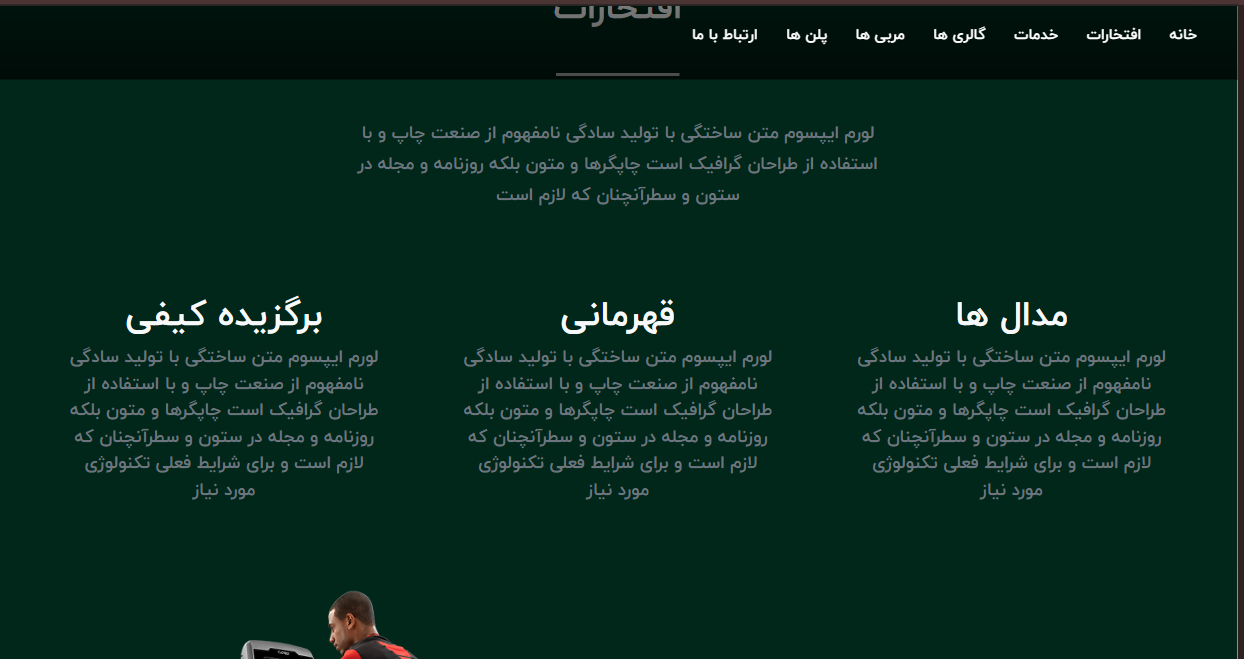 افتخارات
خانه افتخارات خدمات گالری ها مربی ها پلن ها ارتباط با ما
لورم ایپسوم متن ساختگی با تولید سادگی نامفهوم از صنعت چاپ و با
استفاده از طراحان گرافیک است چاپگرها و متون بلکه روزنامه و مجله در
ستون و سطرآنچنان که لازم است
مدال ها
لورم ایپسوم متن ساختگی با تولید سادگی
نامفهوم از صنعت چاپ و با استفاده از
طراحان گرافیک است چاپگرها و متون بلکه
روزنامه و مجله در ستون و سطرآنچنان که
لازم است و برای شرایط فعلی تکنولوژی
مورد نیاز
قهرمانی
لورم ایپسوم متن ساختگی با تولید سادگی
نامفهوم از صنعت چاپ و با استفاده از
طراحان گرافیک است چاپگرها و متون بلکه
روزنامه و مجله در ستون و سطرآنچنان که
لازم است و برای شرایط فعلی تکنولوژی
مورد نیاز
برگزیده کیفی
لورم ایپسوم متن ساختگی با تولید سادگی
نامفهوم از صنعت چاپ و با استفاده از
طراحان گرافیک است چاپگرها و متون بلکه
روزنامه و مجله در ستون و سطرآنچنان که
لازم است و برای شرایط فعلی تکنولوژی
مورد نیاز